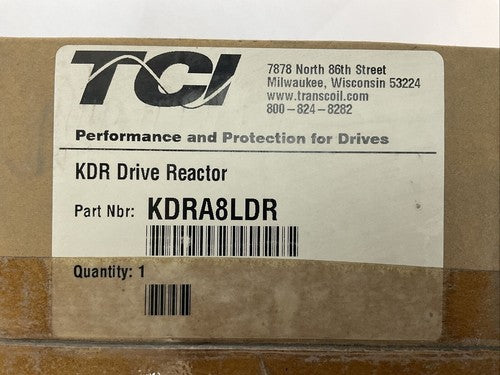 TCI
7878 North 86th Street
Milwaukee, Wisconsin 53224
www.transcoil.com
800-824-8282
Performance and Protection for Drives
KDR Drive Reactor
Part Nbr: KDRA8LDR
Quantity: 1